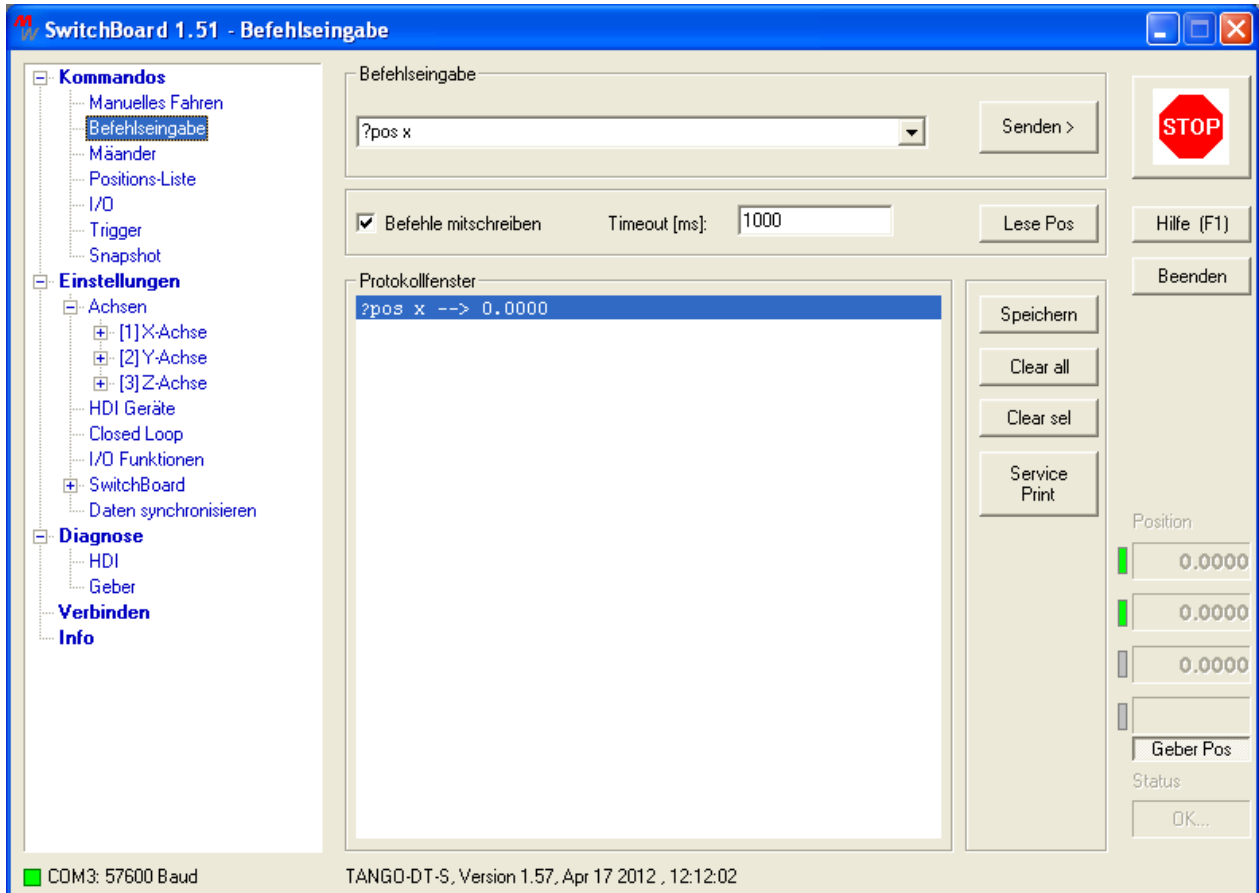 SwitchBoard 1.51 - Befehlseingabe
Kommandos
Manuelles Fahren
Befehlseingabe
Mäander
Positions-Liste
I/O
Trigger
Snapshot
Einstellungen
Achsen
[1] X-Achse
[2] Y-Achse
[3] Z-Achse
HDI Geräte
Closed Loop
I/O Funktionen
SwitchBoard
Daten synchronisieren
Diagnose
HDI
Geber
Verbinden
Info
Befehlseingabe
?pos x
Senden >
Befehle mitschreiben
Timeout [ms]:
1000
Lese Pos
Protokollfenster
?pos x --> 0.0000
Speichern
Clear all
Clear sel
Service
Print
STOP
Hilfe (F1)
Beenden
Position
0.0000
0.0000
0.0000
Geber Pos
Status
OK...
COM3: 57600 Baud
TANGO-DT-S, Version 1.57, Apr 17 2012 , 12:12:02